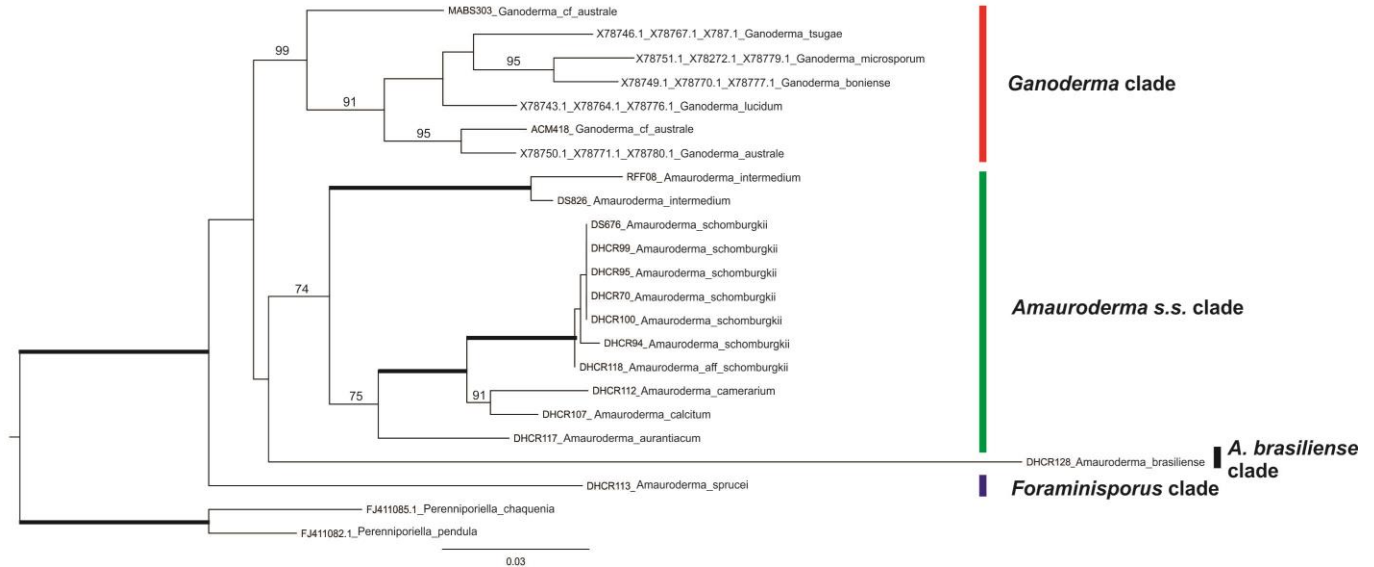 MABS303_Ganoderma_cf_australe
99
X78746.1_X78767.1_X787.1_Ganoderma_tsugae
X78751.1_X78272.1_X78779.1_Ganoderma_microsporum
95
Ganoderma clade
X78749.1_X78770.1_X78777.1_Ganoderma_boniense
91
X78743.1_X78764.1_X78776.1_Ganoderma_lucidum
ACM418_Ganoderma_cf_australe
95
X78750.1_X78771.1_X78780.1_Ganoderma_australe
RFF08_Amauroderma_intermedium
DS826_Amauroderma_intermedium
DS676_Amauroderma_schomburgkii
DHCR99_Amauroderma_schomburgkii
DHCR95_Amauroderma_schomburgkii
74
DHCR70_Amauroderma_schomburgkii
Amauroderma s.s. clade
DHCR100_Amauroderma_schomburgkii
DHCR94_Amauroderma_schomburgkii
DHCR118_Amauroderma_aff_schomburgkii
DHCR112_Amauroderma_camerarium
75
91
DHCR107_Amauroderma_calcitum
DHCR117_Amauroderma_aurantiacum
DHCR128_Amauroderma_brasiliense
A. brasiliense
clade
DHCR113_Amauroderma_sprucei
Foraminisporus clade
FJ411085.1_Perenniporiella_chaquenia
FJ411082.1_Perenniporiella_pendula
0.03